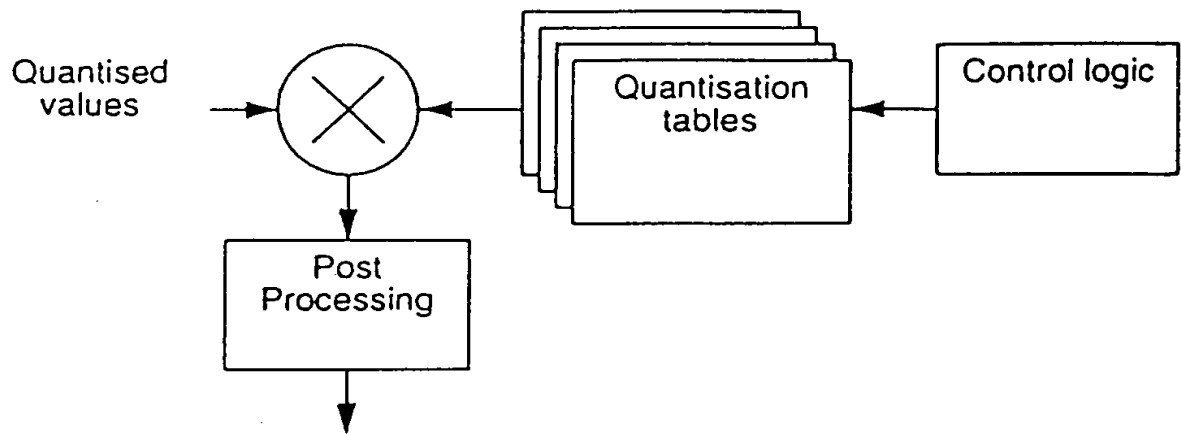 Quantised
values
Quantisation
tables
Control logic
Post
Processing